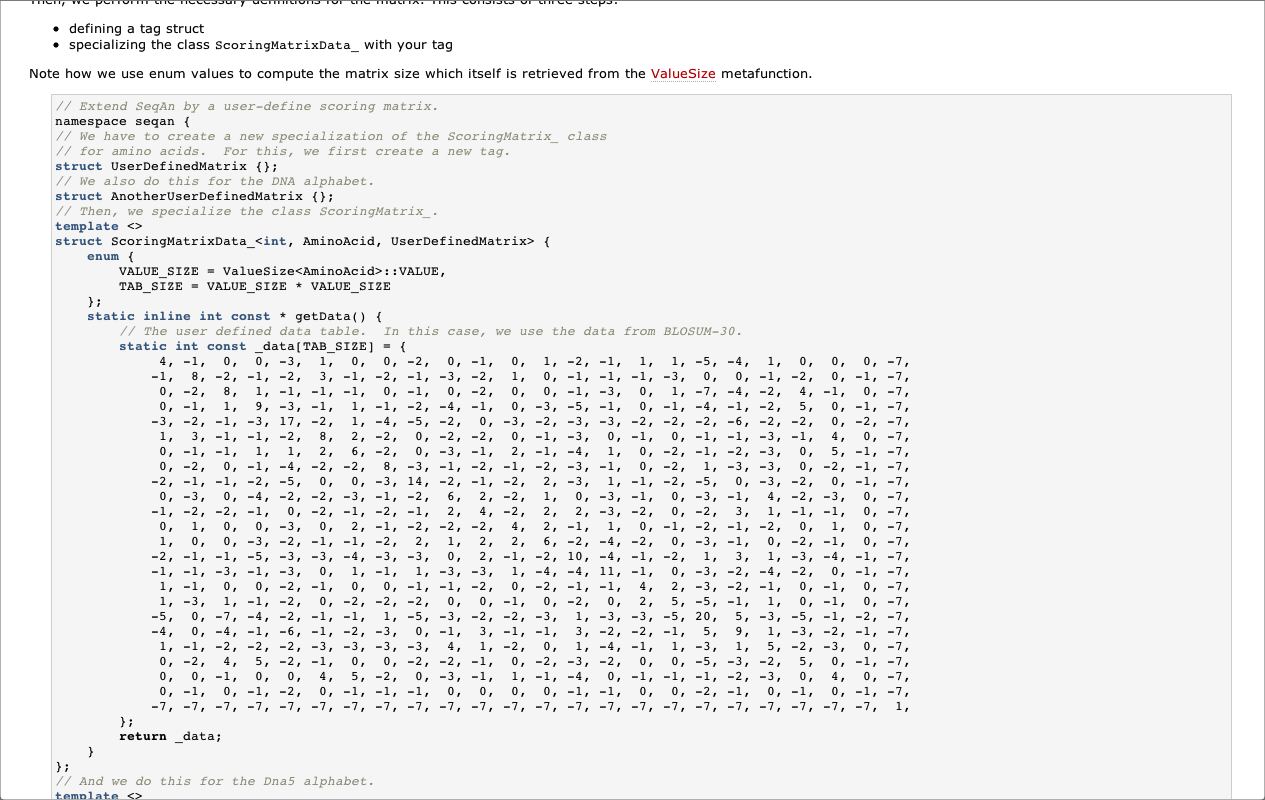 Then, we perform the necessary definitions for the matrix. This consists of three steps:
• defining a tag struct
• specializing the class ScoringMatrixData_ with your tag
Note how we use enum values to compute the matrix size which itself is retrieved from the ValueSize metafunction.
// Extend SeqAn by a user-define scoring matrix.
namespace seqan {
// We have to create a new specialization of the ScoringMatrix_ class
// for amino acids.  For this, we first create a new tag.
struct UserDefinedMatrix {};
// We also do this for the DNA alphabet.
struct AnotherUserDefinedMatrix {};
// Then, we specialize the class ScoringMatrix_.
template <>
struct ScoringMatrixData_<int, AminoAcid, UserDefinedMatrix> {
    enum {
        VALUE_SIZE = ValueSize<AminoAcid>::VALUE,
        TAB_SIZE = VALUE_SIZE * VALUE_SIZE
    };
    static inline int const * getData() {
        // The user defined data table.  In this case, we use the data from BLOSUM-30.
        static int const _data[TAB_SIZE] = {
             4, -1,  0,  0, -3,  1,  0,  0, -2,  0, -1,  0,  1, -2, -1,  1,  1, -5, -4,  1,  0,  0,  0, -7,
            -1,  8, -2, -1, -2,  3, -1, -2, -1, -3, -2,  1,  0, -1, -1, -1, -3,  0,  0, -1, -2,  0, -1, -7,
             0, -2,  8,  1, -1, -1, -1,  0, -1,  0, -2,  0,  0, -1, -3,  0,  1, -7, -4, -2,  4, -1,  0, -7,
             0, -1,  1,  9, -3, -1,  1, -1, -2, -4, -1,  0, -3, -5, -1,  0, -1, -4, -1, -2,  5,  0, -1, -7,
            -3, -2, -1, -3, 17, -2,  1, -4, -5, -2,  0, -3, -2, -3, -3, -2, -2, -2, -6, -2, -2,  0, -2, -7,
             1,  3, -1, -1, -2,  8,  2, -2,  0, -2, -2,  0, -1, -3,  0, -1,  0, -1, -1, -3, -1,  4,  0, -7,
             0, -1, -1,  1,  1,  2,  6, -2,  0, -3, -1,  2, -1, -4,  1,  0, -2, -1, -2, -3,  0,  5, -1, -7,
             0, -2,  0, -1, -4, -2, -2,  8, -3, -1, -2, -1, -2, -3, -1,  0, -2,  1, -3, -3,  0, -2, -1, -7,
            -2, -1, -1, -2, -5,  0,  0, -3, 14, -2, -1, -2,  2, -3,  1, -1, -2, -5,  0, -3, -2,  0, -1, -7,
             0, -3,  0, -4, -2, -2, -3, -1, -2,  6,  2, -2,  1,  0, -3, -1,  0, -3, -1,  4, -2, -3,  0, -7,
            -1, -2, -2, -1,  0, -2, -1, -2, -1,  2,  4, -2,  2,  2, -3, -2,  0, -2,  3,  1, -1, -1,  0, -7,
             0,  1,  0,  0, -3,  0,  2, -1, -2, -2, -2,  4,  2, -1,  1,  0, -1, -2, -1, -2,  0,  1,  0, -7,
             1,  0,  0, -3, -2, -1, -1, -2,  2,  1,  2,  2,  6, -2, -4, -2,  0, -3, -1,  0, -2, -1,  0, -7,
            -2, -1, -1, -5, -3, -3, -4, -3, -3,  0,  2, -1, -2, 10, -4, -1, -2,  1,  3,  1, -3, -4, -1, -7,
            -1, -1, -3, -1, -3,  0,  1, -1,  1, -3, -3,  1, -4, -4, 11, -1,  0, -3, -2, -4, -2,  0, -1, -7,
             1, -1,  0,  0, -2, -1,  0,  0, -1, -1, -2,  0, -2, -1, -1,  4,  2, -3, -2, -1,  0, -1,  0, -7,
             1, -3,  1, -1, -2,  0, -2, -2, -2,  0,  0, -1,  0, -2,  0,  2,  5, -5, -1,  1,  0, -1,  0, -7,
            -5,  0, -7, -4, -2, -1, -1,  1, -5, -3, -2, -2, -3,  1, -3, -3, -5, 20,  5, -3, -5, -1, -2, -7,
            -4,  0, -4, -1, -6, -1, -2, -3,  0, -1,  3, -1, -1,  3, -2, -2, -1,  5,  9,  1, -3, -2, -1, -7,
             1, -1, -2, -2, -2, -3, -3, -3, -3,  4,  1, -2,  0,  1, -4, -1,  1, -3,  1,  5, -2, -3,  0, -7,
             0, -2,  4,  5, -2, -1,  0,  0, -2, -2, -1,  0, -2, -3, -2,  0,  0, -5, -3, -2,  5,  0, -1, -7,
             0,  0, -1,  0,  0,  4,  5, -2,  0, -3, -1,  1, -1, -4,  0, -1, -1, -1, -2, -3,  0,  4,  0, -7,
             0, -1,  0, -1, -2,  0, -1, -1, -1,  0,  0,  0,  0, -1, -1,  0,  0, -2, -1,  0, -1,  0, -1, -7,
            -7, -7, -7, -7, -7, -7, -7, -7, -7, -7, -7, -7, -7, -7, -7, -7, -7, -7, -7, -7, -7, -7, -7,  1,
        };
        return _data;
    }
};
// And we do this for the Dna5 alphabet.
template <>